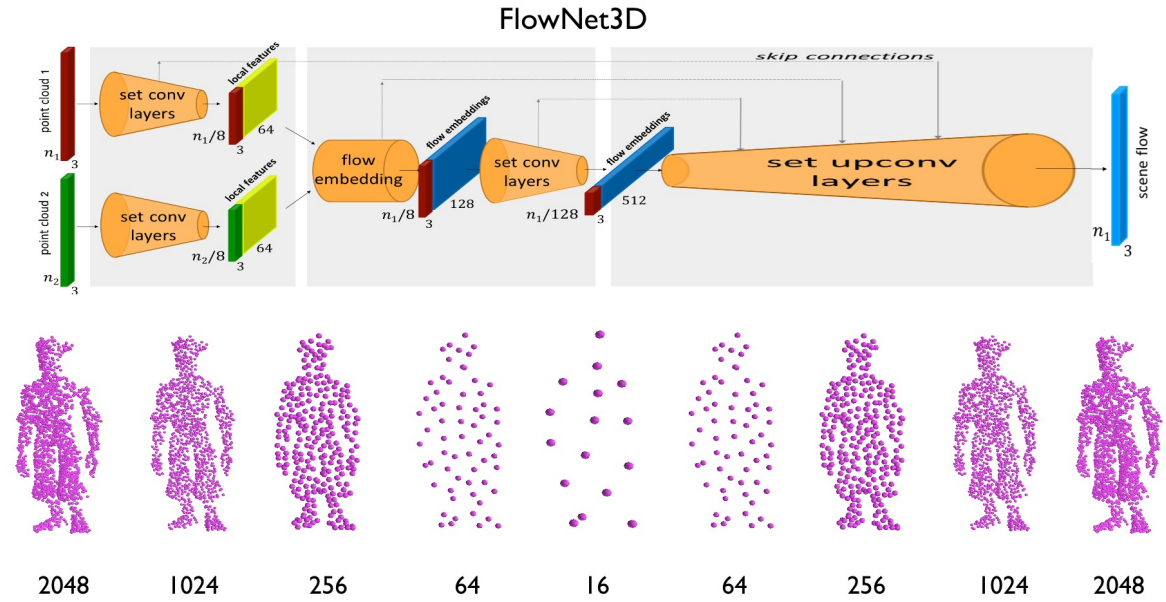 FlowNet3D
skip connections
point cloud 1
n₁
3
set conv
layers
local features
n₁/8
64
3
point cloud 2
n₂
3
set conv
layers
local features
n₂/8
64
3
flow
embedding
flow embeddings
n₁/8
128
3
set conv
layers
flow embeddings
n₁/128
512
3
set upconv
layers
scene flow
n₁
3
2048 1024 256 64 16 64 256 1024 2048